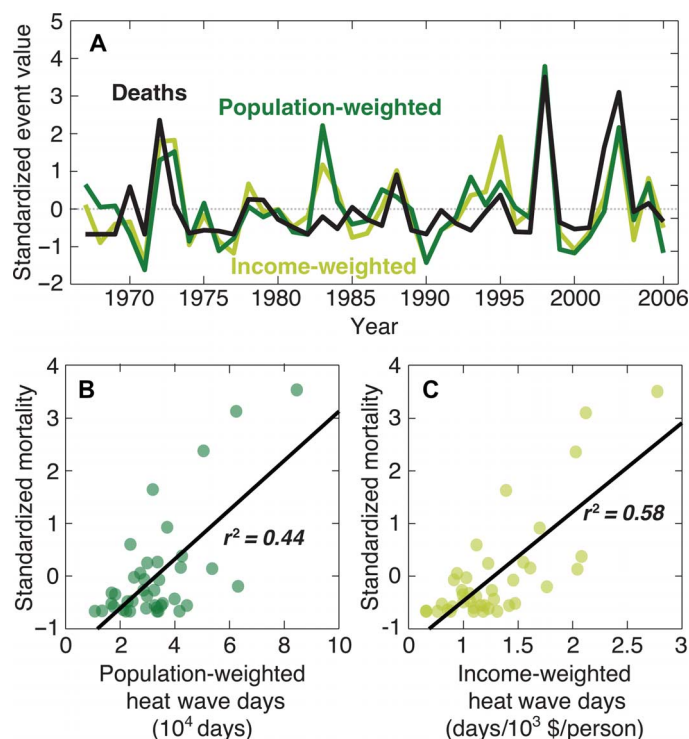 5
4
3
2
1
0
−1
−2
Standardized event value
A
Deaths
Population-weighted
Income-weighted
1970 1975 1980 1985 1990 1995 2000 2006
Year
4
3
2
1
0
−1
Standardized mortality
B
r² = 0.44
0 2 4 6 8 10
Population-weighted
heat wave days
(10⁴ days)
4
3
2
1
0
-1
Standardized mortality
C
r² = 0.58
0 0.5 1 1.5 2 2.5 3
Income-weighted
heat wave days
(days/10³ $/person)